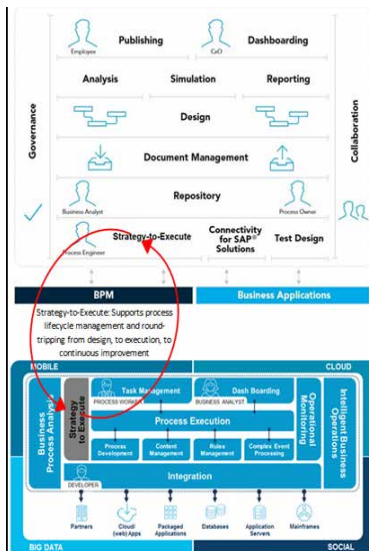 Publishing
Dashboarding
Employee
CxO
Analysis
Simulation
Reporting
Design
Governance
Collaboration
Document Management
Repository
Business Analyst
Process Owner
Strategy-to-Execute
Connectivity
for SAP®
Solutions
Test Design
Process Engineer
BPM
Business Applications
Strategy-to-Execute: Supports process
lifecycle management and round-
tripping from design, to execution, to
continuous improvement
MOBILE
CLOUD
Business
Process Analysis
Strategy
to Execute
Task Management
Dash Boarding
PROCESS WORKER
BUSINESS ANALYST
Process Execution
Process
Development
Content
Management
Rules
Management
Complex Event
Processing
Operational
Monitoring
Intelligent Business
Operations
Integration
DEVELOPER
Partners
Cloud/
(web) Apps
Packaged
Applications
Databases
Application
Servers
Mainframes
BIG DATA
SOCIAL